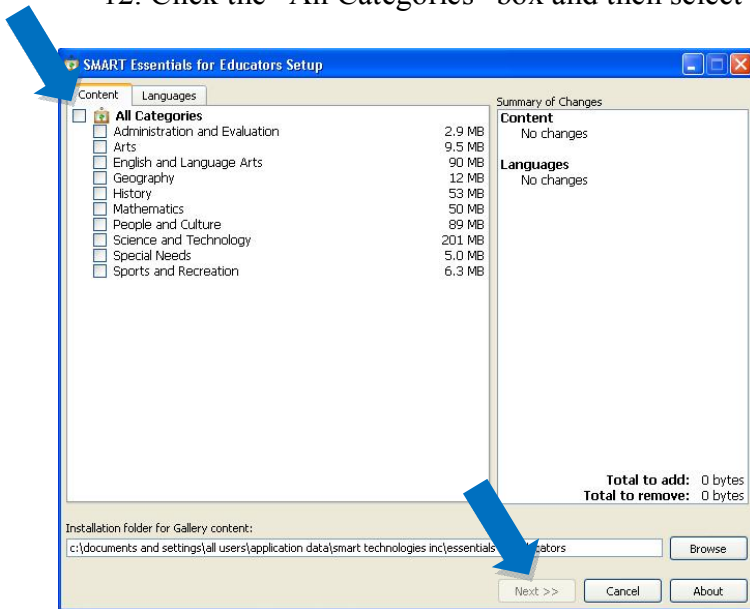 12. Click the "All Categories" box and then select
SMART Essentials for Educators Setup
Content Languages
All Categories
Administration and Evaluation 2.9 MB
Arts 9.5 MB
English and Language Arts 90 MB
Geography 12 MB
History 53 MB
Mathematics 50 MB
People and Culture 89 MB
Science and Technology 201 MB
Special Needs 5.0 MB
Sports and Recreation 6.3 MB
Summary of Changes
Content
No changes
Languages
No changes
Total to add: 0 bytes
Total to remove: 0 bytes
Installation folder for Gallery content:
c:\documents and settings\all users\application data\smart technologies inc\essentials
Browse
Next >> Cancel About